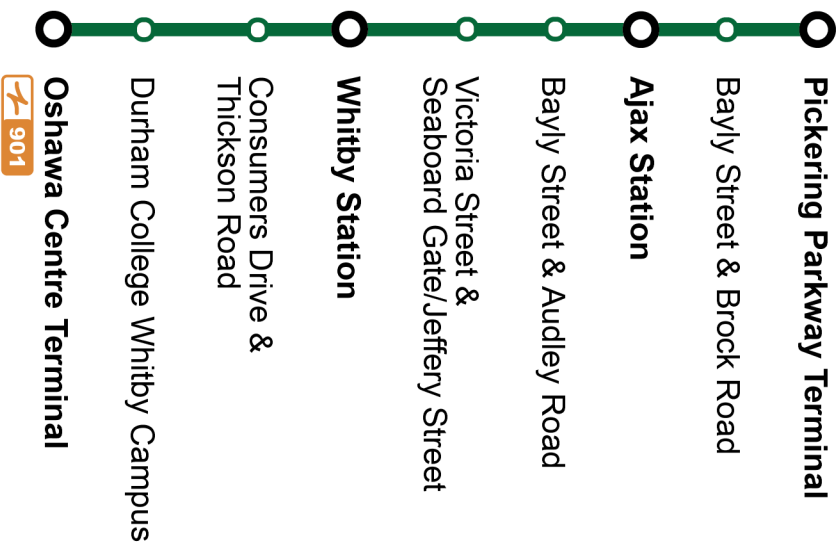 Pickering Parkway Terminal
Bayly Street & Brock Road
Ajax Station
Bayly Street & Audley Road
Victoria Street &
Seaboard Gate/Jeffery Street
Whitby Station
Consumers Drive &
Thickson Road
Durham College Whitby Campus
Oshawa Centre Terminal
901